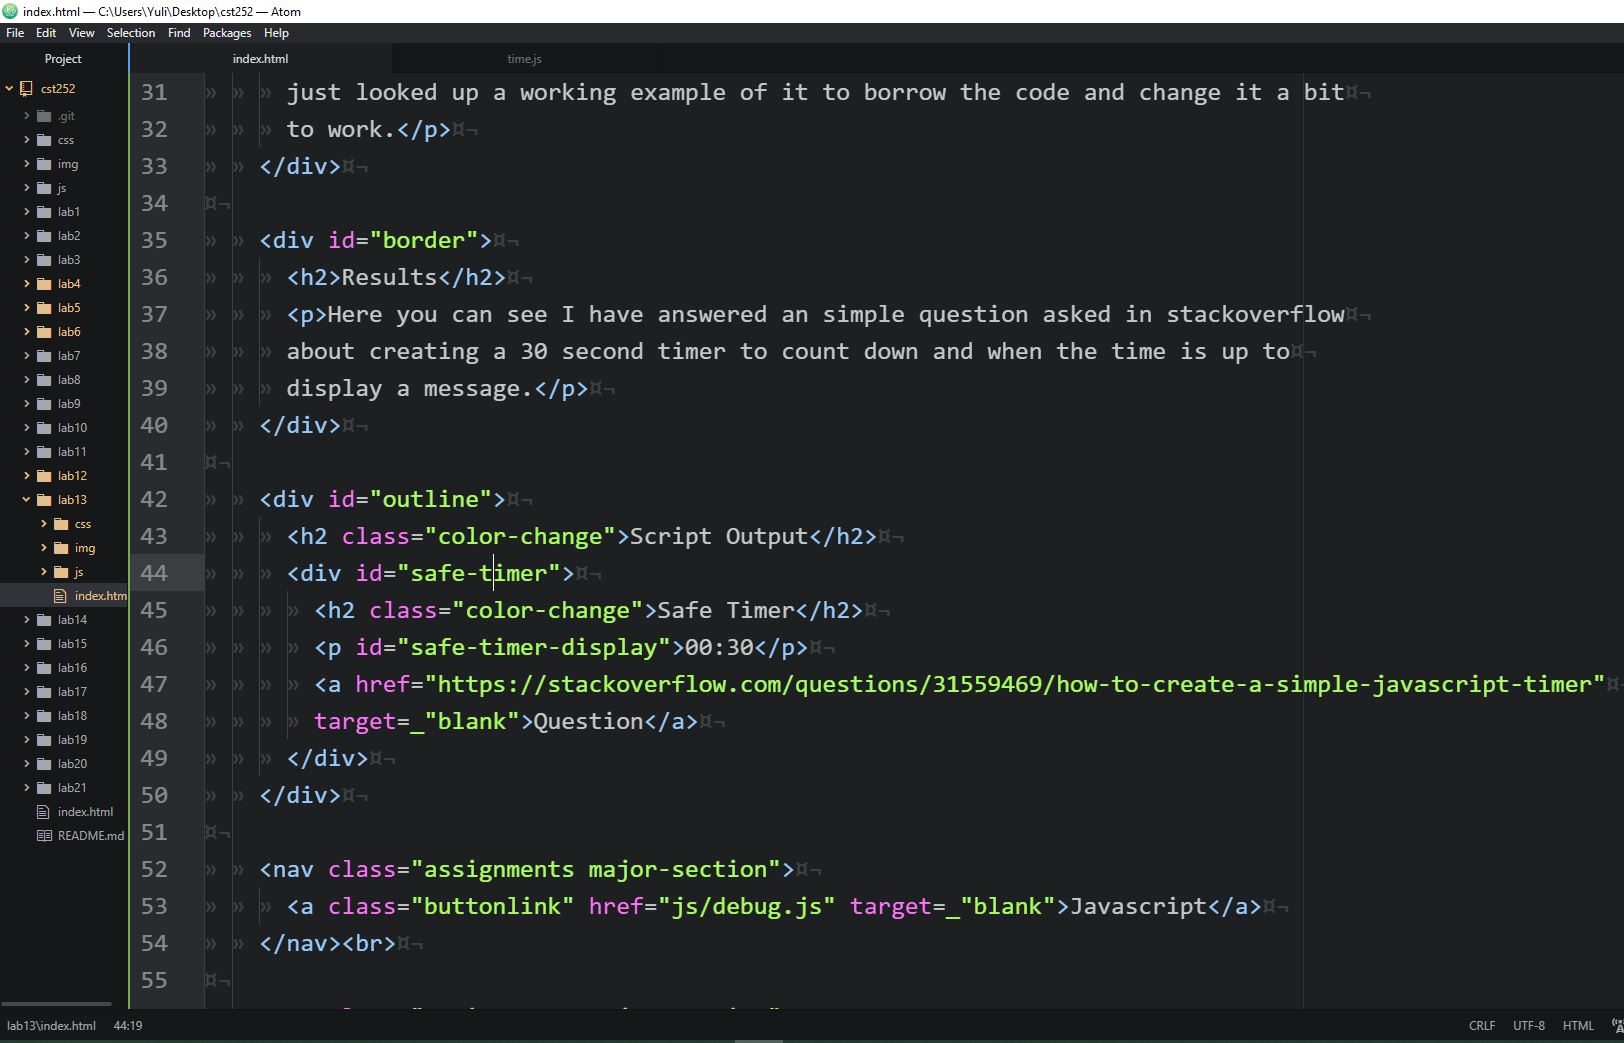 index.html — C:\Users\Yuli\Desktop\cst252 — Atom
File Edit View Selection Find Packages Help
Project
index.html
time.js
cst252
.git
css
img
js
lab1
lab2
lab3
lab4
lab5
lab6
lab7
lab8
lab9
lab10
lab11
lab12
lab13
css
img
js
index.htm
lab14
lab15
lab16
lab17
lab18
lab19
lab20
lab21
index.html
README.md
31 » » » just looked up a working example of it to borrow the code and change it a bit¤¬
32 » » » to work.</p>¤¬
33 » » </div>¤¬
34 ¤¬
35 » » <div id="border">¤¬
36 » » » <h2>Results</h2>¤¬
37 » » » <p>Here you can see I have answered an simple question asked in stackoverflow¤¬
38 » » » about creating a 30 second timer to count down and when the time is up to¤¬
39 » » » display a message.</p>¤¬
40 » » </div>¤¬
41 ¤¬
42 » » <div id="outline">¤¬
43 » » » <h2 class="color-change">Script Output</h2>¤¬
44 » » » <div id="safe-timer">¤¬
45 » » » » <h2 class="color-change">Safe Timer</h2>¤¬
46 » » » » <p id="safe-timer-display">00:30</p>¤¬
47 » » » » <a href="https://stackoverflow.com/questions/31559469/how-to-create-a-simple-javascript-timer"¤
48 » » » » target=_"blank">Question</a>¤¬
49 » » » </div>¤¬
50 » » </div>¤¬
51 ¤¬
52 » » <nav class="assignments major-section">¤¬
53 » » » <a class="buttonlink" href="js/debug.js" target=_"blank">Javascript</a>¤¬
54 » » </nav><br>¤¬
55 ¤¬
lab13\index.html 44:19
CRLF UTF-8 HTML